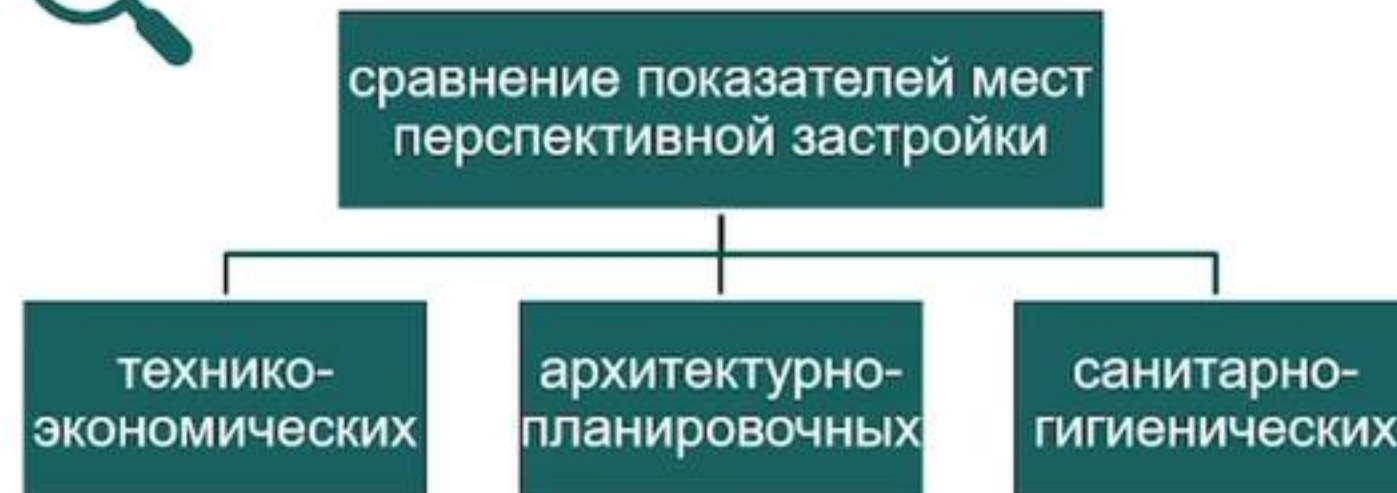 сравнение показателей мест
перспективной застройки
технико-
экономических
архитектурно-
планировочных
санитарно-
гигиенических